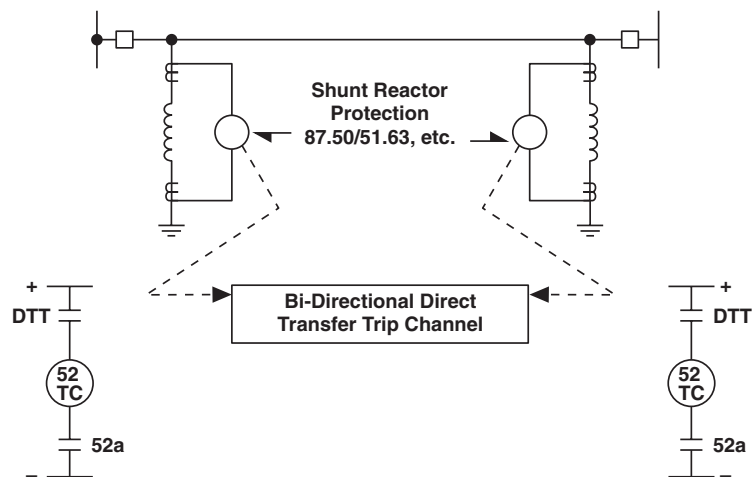 Shunt Reactor
Protection
87.50/51.63, etc.
Bi-Directional Direct
Transfer Trip Channel
+
DTT
52
TC
52a
–
+
DTT
52
TC
52a
–